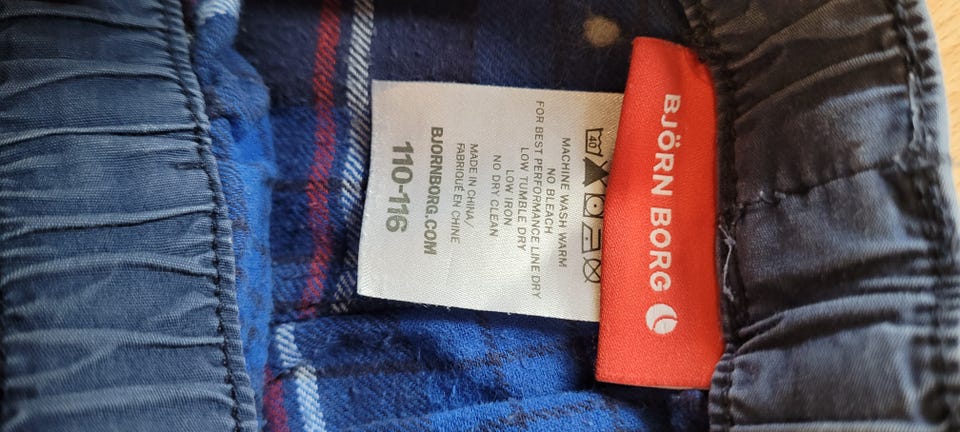 BJÖRN BORG
40
MACHINE WASH WARM
NO BLEACH
FOR BEST PERFORMANCE LINE DRY
LOW TUMBLE DRY
LOW IRON
NO DRY CLEAN
MADE IN CHINA/
FABRIQUÉ EN CHINE
BJORNBORG.COM
110-116